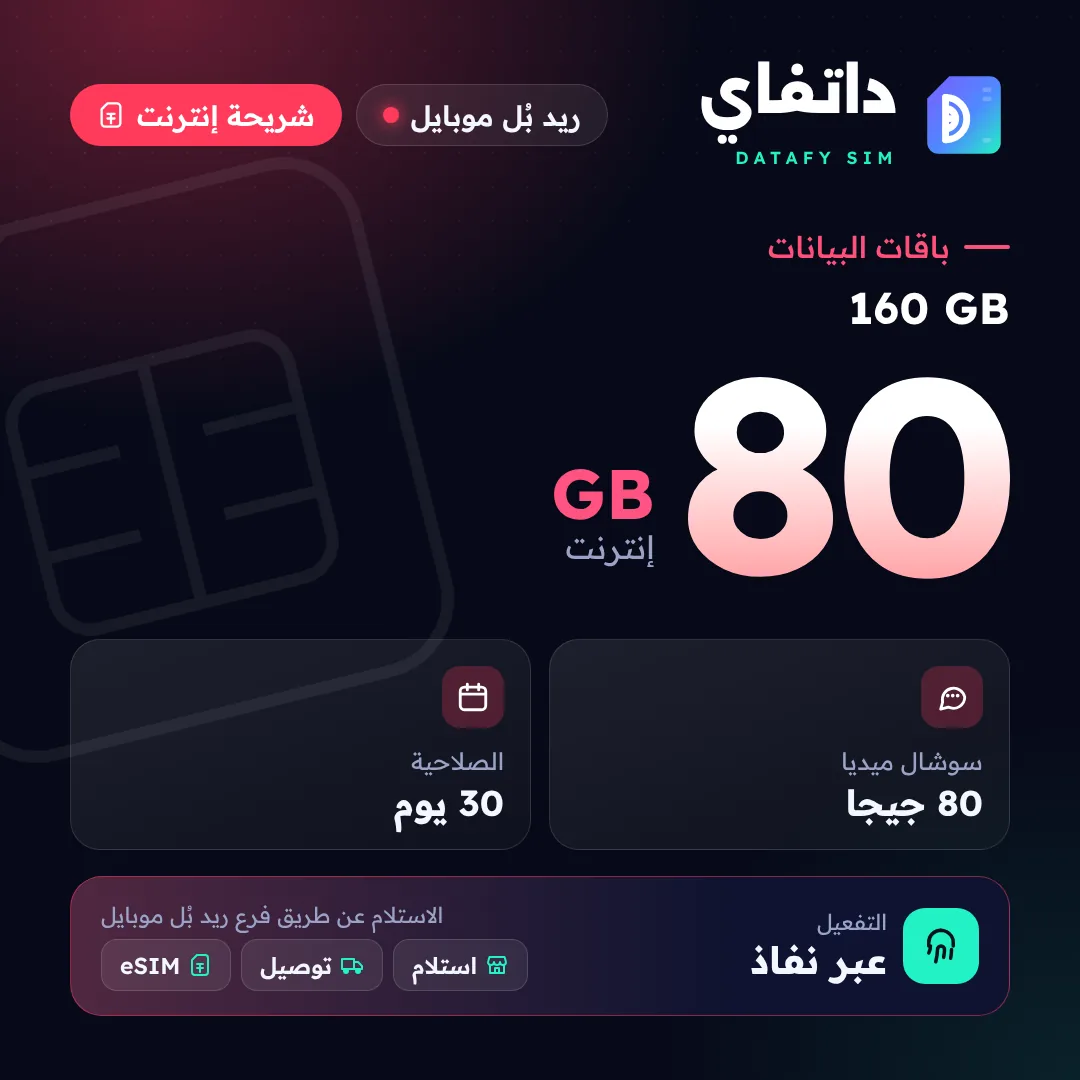 داتفاي
DATAFY SIM
ريد بُل موبايل
شريحة إنترنت
باقات البيانات
160 GB
80
GB
إنترنت
سوشال ميديا
80 جيجا
الصلاحية
30 يوم
التفعيل
عبر نفاذ
الاستلام عن طريق فرع ريد بُل موبايل
استلام
توصيل
eSIM